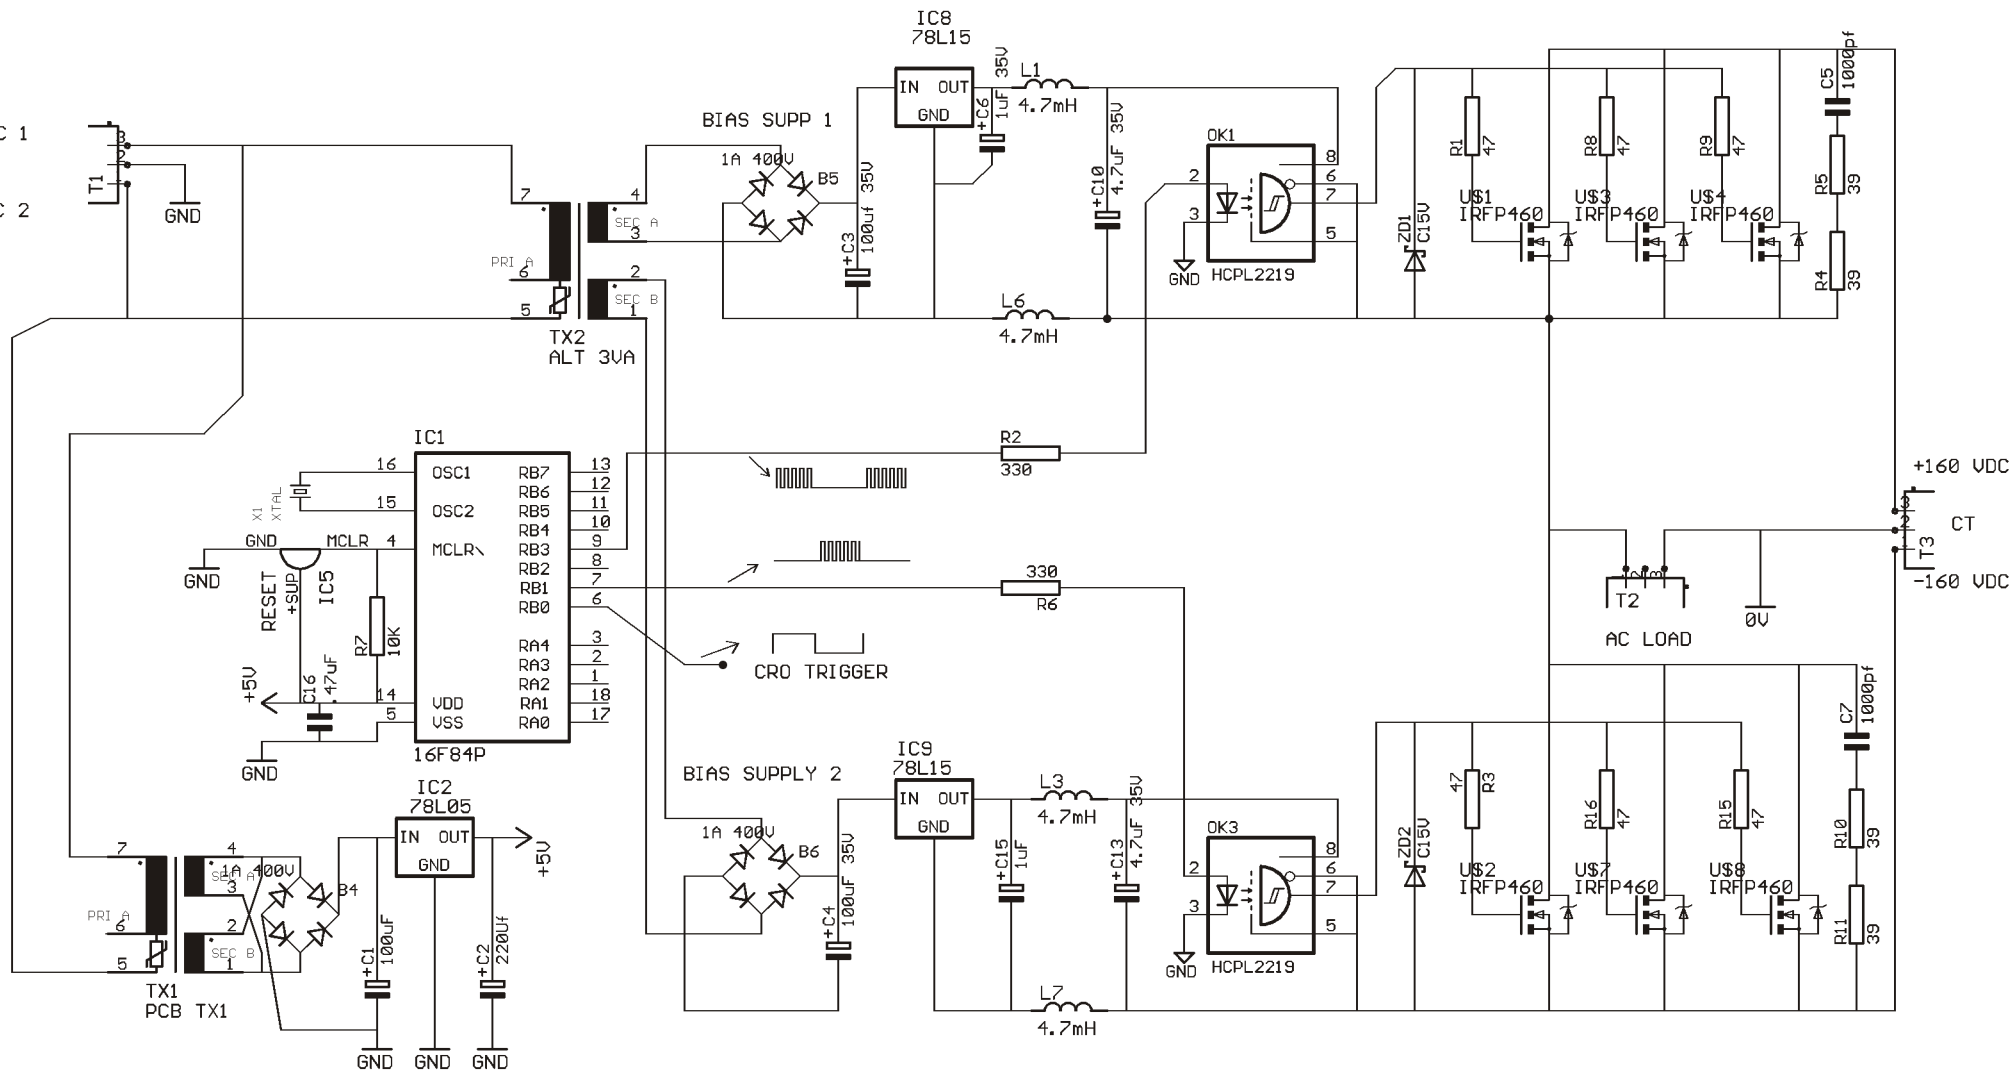 IC8
78L15
C 1
C 2
3
2
1
T1
GND
BIAS SUPP 1
1A 400V
B5
7
PRI A
6
5
4
SEC A
3
2
SEC B
1
TX2
ALT 3VA
+C3
100uf 35V
IN OUT
GND
+C6
1uF 35V
L1
4.7mH
+C10
4.7uF 35V
L6
4.7mH
OK1
2
3
8
6
7
5
GND
HCPL2219
ZD1
C15V
R1
47
R8
47
R9
47
U$1
IRFP460
U$3
IRFP460
U$4
IRFP460
C5
1000pf
R5
39
R4
39
IC1
16
OSC1
15
OSC2
X1
XTAL
GND
MCLR
4
MCLR\
GND
RESET
+SUP
IC5
R7
10K
+5V
C16
.47uF
14
VDD
5
VSS
GND
16F84P
RB7 13
RB6 12
RB5 11
RB4 10
RB3 9
RB2 8
RB1 7
RB0 6
RA4 3
RA3 2
RA2 1
RA1 18
RA0 17
R2
330
330
R6
CRO TRIGGER
+160 VDC
3
2
1
CT
T3
-160 VDC
1
2
3
T2
AC LOAD
0V
IC2
78L05
IN OUT
GND
+5V
7
PRI A
6
5
4
SEC A
3
2
SEC B
1
1A 400V
B4
TX1
PCB TX1
+C1
100uF
+C2
220Uf
GND
GND
GND
BIAS SUPPLY 2
1A 400V
B6
+C4
100uF 35V
IC9
78L15
IN OUT
GND
+C15
1uF
L3
4.7mH
+C13
4.7uF 35V
L7
4.7mH
OK3
2
3
8
6
7
5
GND
HCPL2219
ZD2
C15V
47
R3
R16
47
R15
47
U$2
IRFP460
U$7
IRFP460
U$8
IRFP460
C7
1000pf
R10
39
R11
39